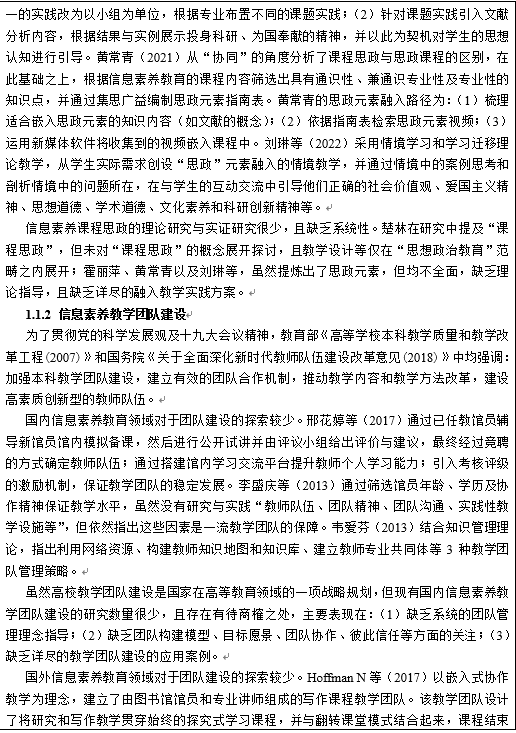 一的实践改为以小组为单位，根据专业布置不同的课题实践；（2）针对课题实践引入文献
分析内容，根据结果与实例展示投身科研、为国奉献的精神，并以此为契机对学生的思想
认知进行引导。黄常青（2021）从“协同”的角度分析了课程思政与思政课程的区别，在
此基础之上，根据信息素养教育的课程内容筛选出具有通识性、兼通识专业性及专业性的
知识点，并通过集思广益编制思政元素指南表。黄常青的思政元素融入路径为：（1）梳理
适合嵌入思政元素的知识内容（如文献的概念）；（2）依据指南表检索思政元素视频；（3）
运用新媒体软件将收集到的视频嵌入课程中。刘琳等（2022）采用情境学习和学习迁移理
论教学，从学生实际需求创设“思政”元素融入的情境教学，并通过情境中的案例思考和
剖析情境中的问题所在，在与学生的互动交流中引导他们正确的社会价值观、爱国主义精
神、思想道德、学术道德、文化素养和科研创新精神等。
信息素养课程思政的理论研究与实证研究很少，且缺乏系统性。楚林在研究中提及“课
程思政”，但未对“课程思政”的概念展开探讨，且教学设计等仅在“思想政治教育”范
畴之内展开；霍丽萍、黄常青以及刘琳等，虽然提炼出了思政元素，但均不全面，缺乏理
论指导，且缺乏详尽的融入教学实践方案。
1.1.2 信息素养教学团队建设
为了贯彻党的科学发展观及十九大会议精神，教育部《高等学校本科教学质量和教学改
革工程（2007）》和国务院《关于全面深化新时代教师队伍建设改革意见（2018）》中均强调：
加强本科教学团队建设，建立有效的团队合作机制，推动教学内容和教学方法改革，建设
高素质创新型的教师队伍。
国内信息素养教育领域对于团队建设的探索较少。邢花婷等（2017）通过已任教馆员辅
导新馆员馆内模拟备课，然后进行公开试讲并由评议小组给出评价与建议，最终经过竞聘
的方式确定教师队伍；通过搭建馆内学习交流平台提升教师个人学习能力；引入考核评级
的激励机制，保证教学团队的稳定发展。李盛庆等（2013）通过筛选馆员年龄、学历及协
作精神保证教学水平，虽然没有研究与实践“教师队伍、团队精神、团队沟通、实践性教
学设施等”，但依然指出这些因素是一流教学团队的保障。韦爱芬（2013）结合知识管理理
论，指出利用网络资源、构建教师知识地图和知识库、建立教师专业共同体等 3 种教学团
队管理策略。
虽然高校教学团队建设是国家在高等教育领域的一项战略规划，但现有国内信息素养教
学团队建设的研究数量很少，且存在有待商榷之处，主要表现在：（1）缺乏系统的团队管
理理念指导；（2）缺乏团队构建模型、目标愿景、团队协作、彼此信任等方面的关注；（3）
缺乏详尽的教学团队建设的应用案例。
国外信息素养教育领域对于团队建设的探索较少。Hoffman N 等（2017）以嵌入式协作
教学为理念，建立了由图书馆馆员和专业讲师组成的写作课程教学团队。该教学团队设计
了将研究和写作教学贯穿始终的探究式学习课程，并与翻转课堂模式结合起来，课程结束